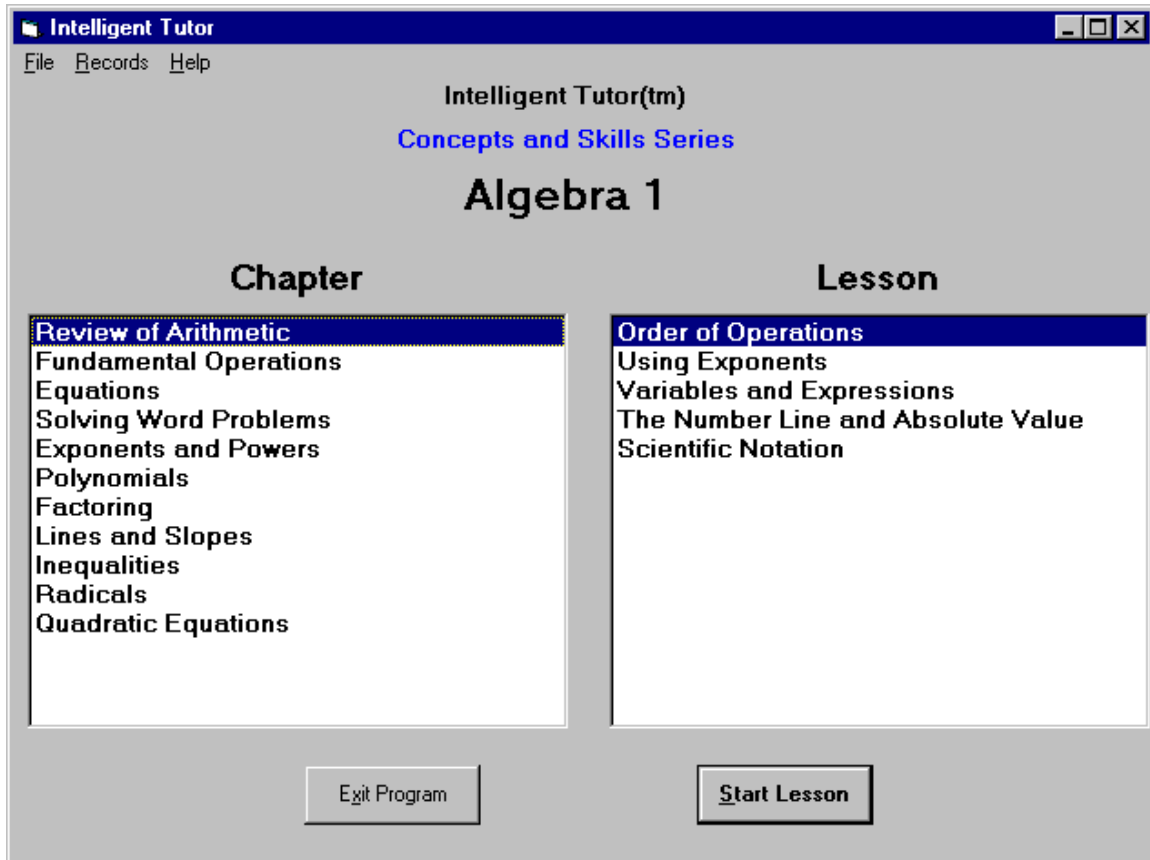 Intelligent Tutor
File Records Help
Intelligent Tutor(tm)
Concepts and Skills Series
Algebra 1
Chapter
Review of Arithmetic
Fundamental Operations
Equations
Solving Word Problems
Exponents and Powers
Polynomials
Factoring
Lines and Slopes
Inequalities
Radicals
Quadratic Equations
Lesson
Order of Operations
Using Exponents
Variables and Expressions
The Number Line and Absolute Value
Scientific Notation
Exit Program
Start Lesson